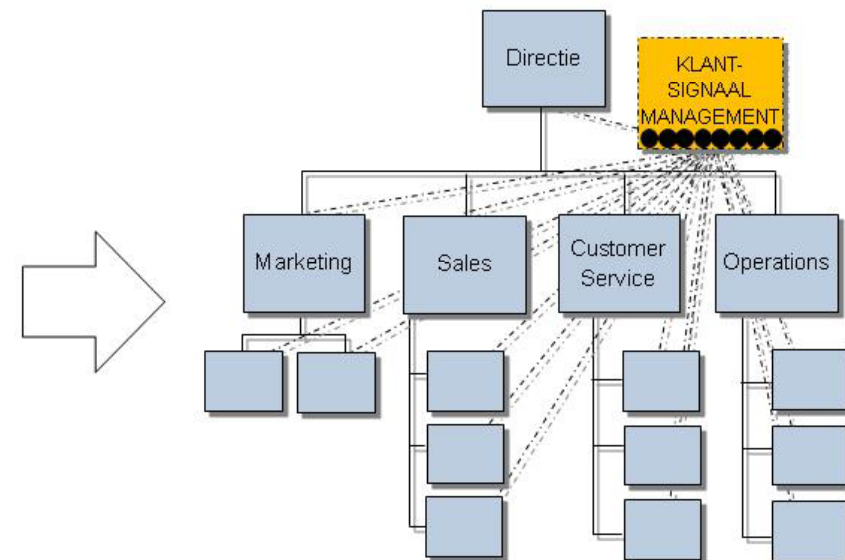 Directie
KLANT-
SIGNAAL
MANAGEMENT
Marketing
Sales
Customer
Service
Operations